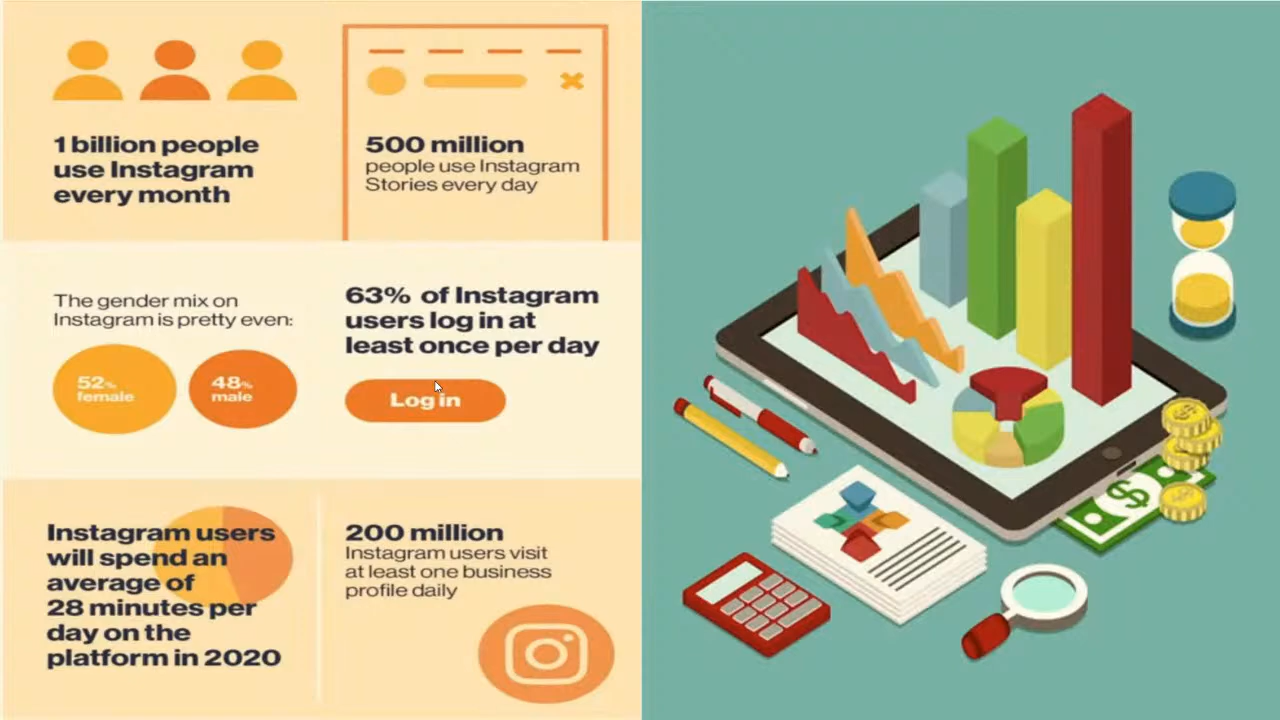 1 billion people
use Instagram
every month
500 million
people use Instagram
Stories every day
The gender mix on
Instagram is pretty even:
52%
female
48%
male
63% of Instagram
users log in at
least once per day
Log in
Instagram users
will spend an
average of
28 minutes per
day on the
platform in 2020
200 million
Instagram users visit
at least one business
profile daily
$
$
$
$